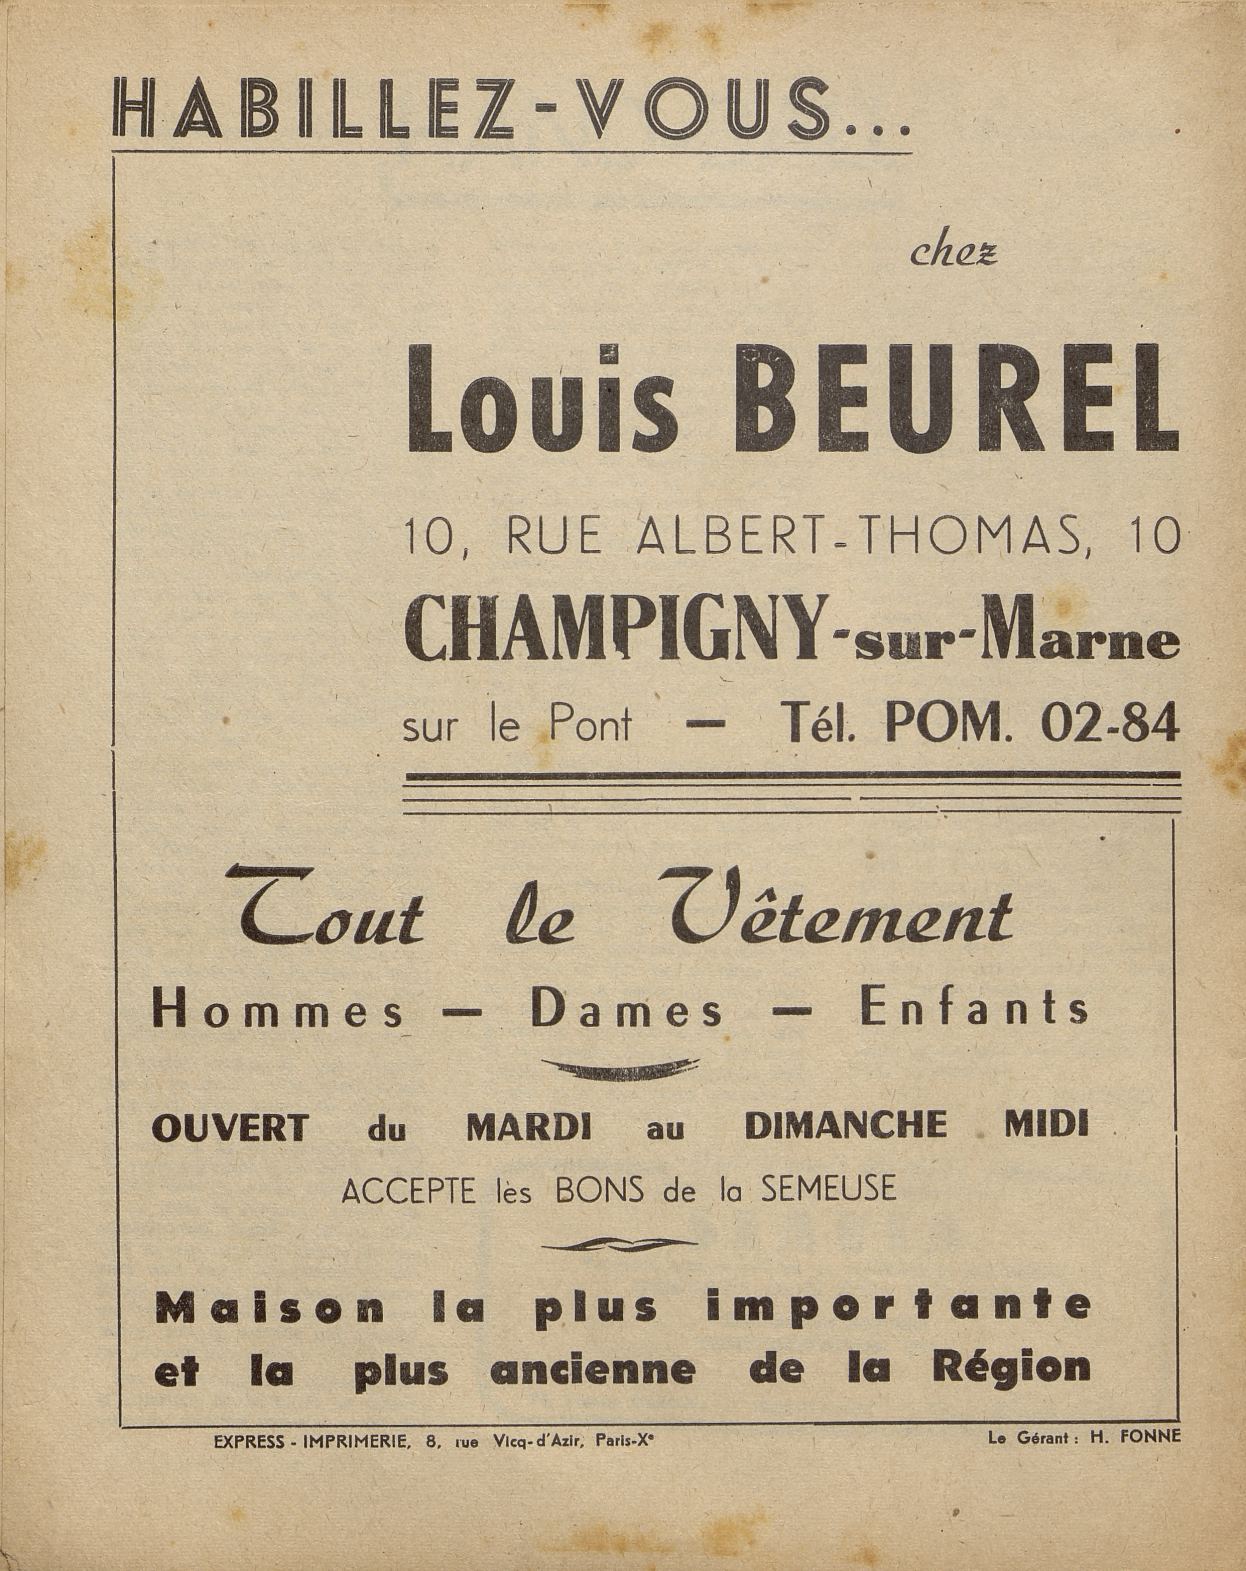 HABILLEZ-VOUS...
chez
Louis BEUREL
10, RUE ALBERT-THOMAS, 10
CHAMPIGNY-sur-Marne
sur le Pont — Tél. POM. 02-84
Tout le Vêtement
Hommes — Dames — Enfants
OUVERT du MARDI au DIMANCHE MIDI
ACCEPTE lès BONS de la SEMEUSE
Maison la plus importante
et la plus ancienne de la Région
EXPRESS - IMPRIMERIE, 8, rue Vicq-d'Azir, Paris-Xᵉ
Le Gérant : H. FONNE